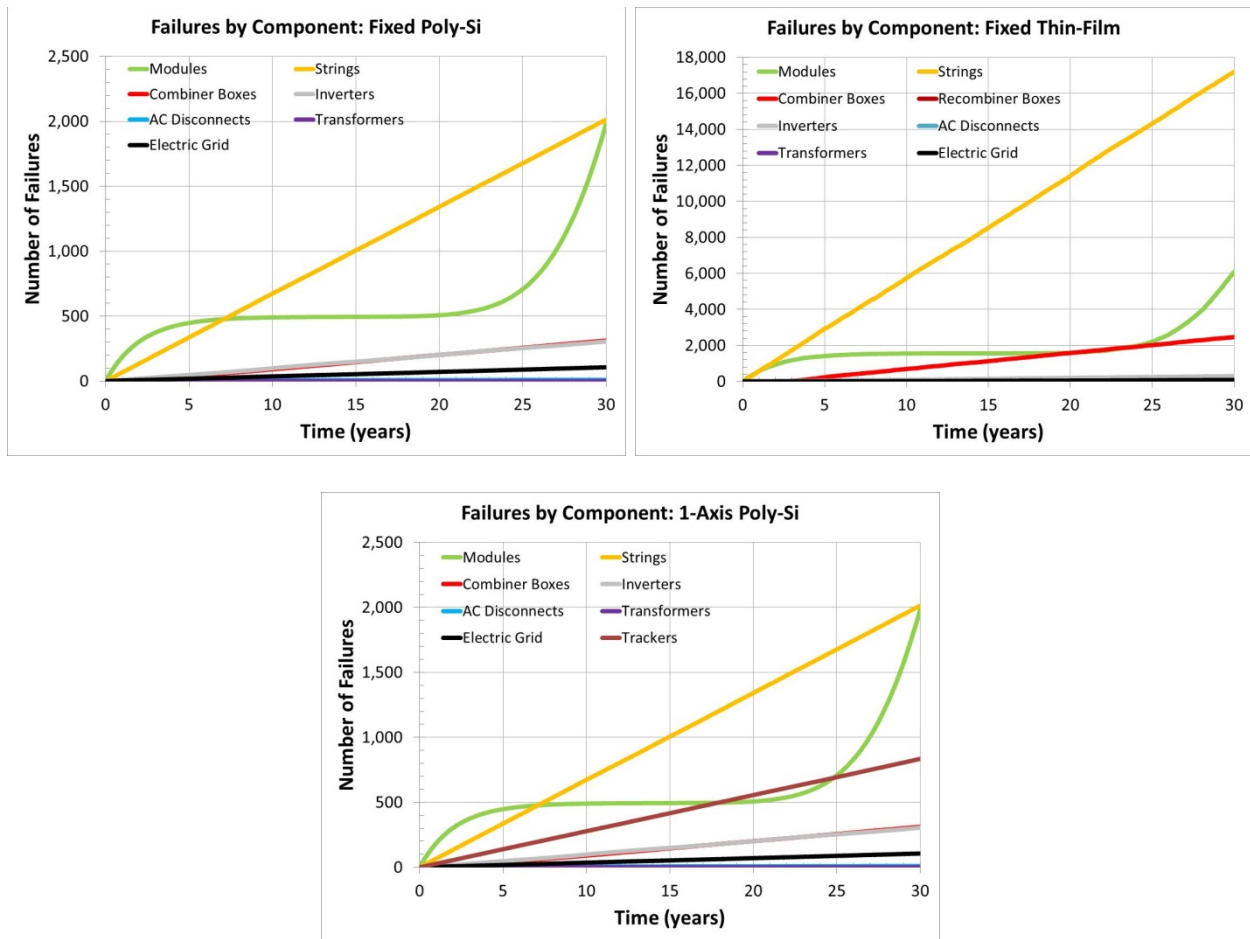 Failures by Component: Fixed Poly-Si
2,500
Modules Strings
Combiner Boxes Inverters
AC Disconnects Transformers
Electric Grid
2,000
1,500
1,000
500
0
Number of Failures
0 5 10 15 20 25 30
Time (years)
Failures by Component: Fixed Thin-Film
18,000
Modules Strings
16,000
Combiner Boxes Recombiner Boxes
14,000
Inverters AC Disconnects
Transformers Electric Grid
12,000
10,000
8,000
6,000
4,000
2,000
0
Number of Failures
0 5 10 15 20 25 30
Time (years)
Failures by Component: 1-Axis Poly-Si
2,500
Modules Strings
Combiner Boxes Inverters
AC Disconnects Transformers
Electric Grid Trackers
2,000
1,500
1,000
500
0
Number of Failures
0 5 10 15 20 25 30
Time (years)